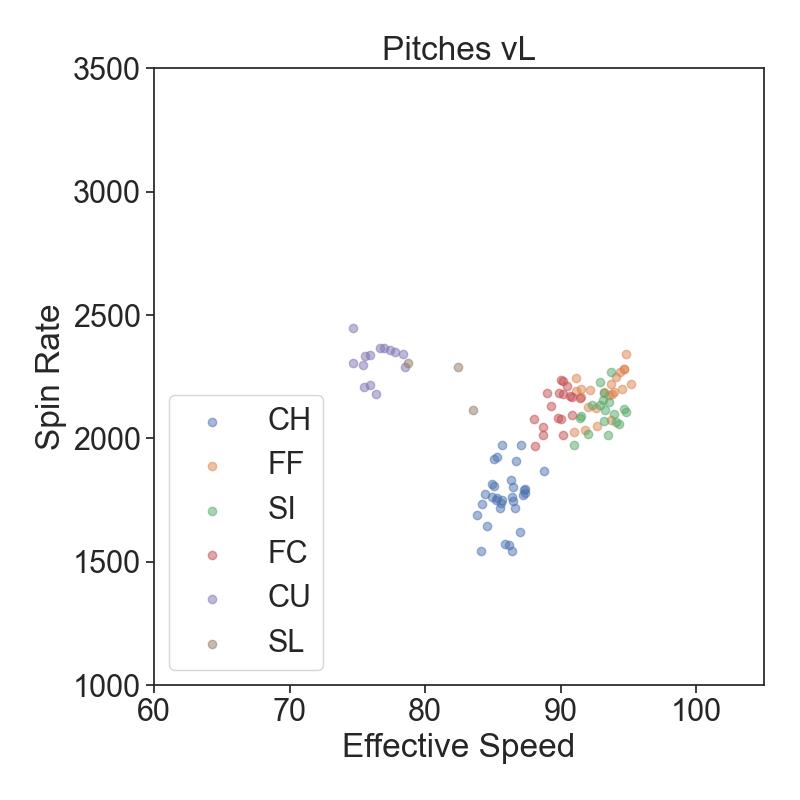 Pitches vL
3500
3000
2500
2000
1500
1000
Spin Rate
CH
FF
SI
FC
CU
SL
60 70 80 90 100
Effective Speed